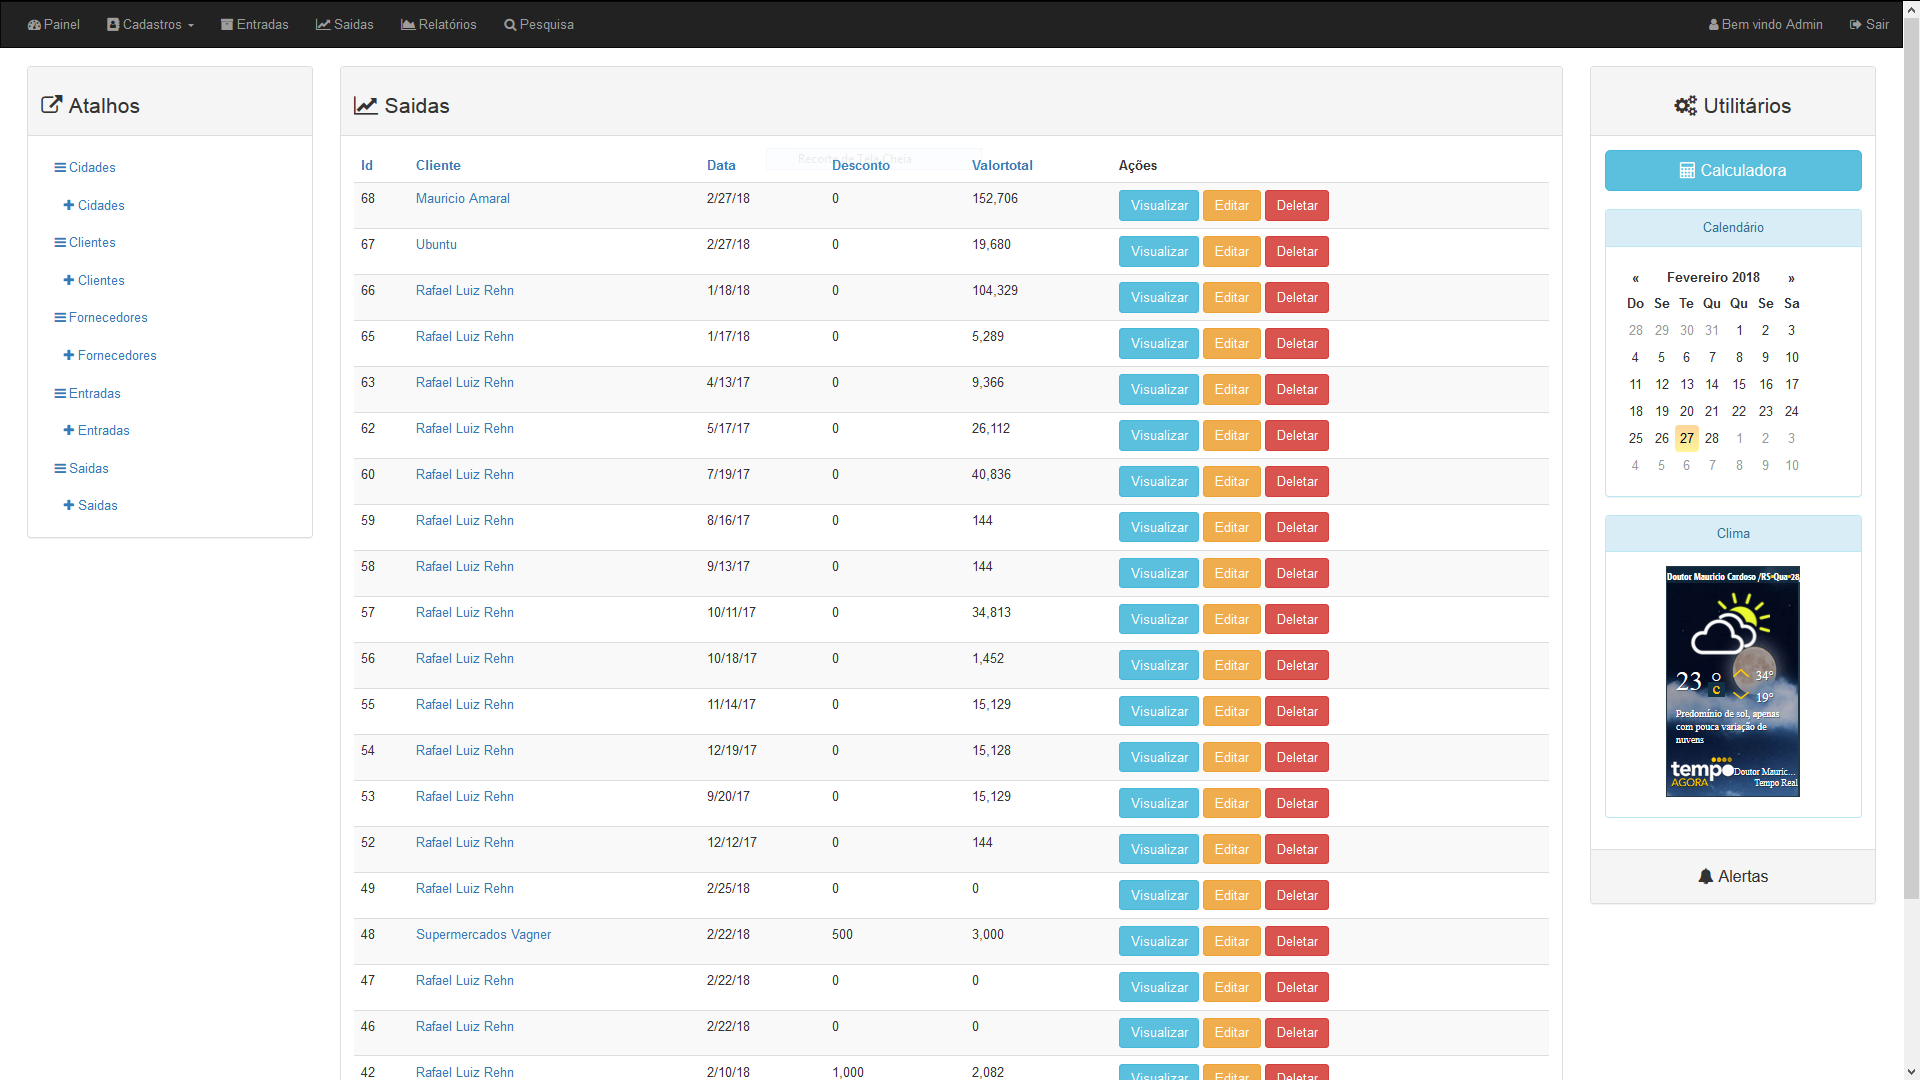 Painel Cadastros Entradas Saidas Relatórios Pesquisa Bem vindo Admin Sair
Atalhos
Cidades
Cidades
Clientes
Clientes
Fornecedores
Fornecedores
Entradas
Entradas
Saidas
Saidas
Saidas
Recorte de Tela Cheia
Id Cliente Data Desconto Valortotal Ações
68 Mauricio Amaral 2/27/18 0 152,706 Visualizar Editar Deletar
67 Ubuntu 2/27/18 0 19,680 Visualizar Editar Deletar
66 Rafael Luiz Rehn 1/18/18 0 104,329 Visualizar Editar Deletar
65 Rafael Luiz Rehn 1/17/18 0 5,289 Visualizar Editar Deletar
63 Rafael Luiz Rehn 4/13/17 0 9,366 Visualizar Editar Deletar
62 Rafael Luiz Rehn 5/17/17 0 26,112 Visualizar Editar Deletar
60 Rafael Luiz Rehn 7/19/17 0 40,836 Visualizar Editar Deletar
59 Rafael Luiz Rehn 8/16/17 0 144 Visualizar Editar Deletar
58 Rafael Luiz Rehn 9/13/17 0 144 Visualizar Editar Deletar
57 Rafael Luiz Rehn 10/11/17 0 34,813 Visualizar Editar Deletar
56 Rafael Luiz Rehn 10/18/17 0 1,452 Visualizar Editar Deletar
55 Rafael Luiz Rehn 11/14/17 0 15,129 Visualizar Editar Deletar
54 Rafael Luiz Rehn 12/19/17 0 15,128 Visualizar Editar Deletar
53 Rafael Luiz Rehn 9/20/17 0 15,129 Visualizar Editar Deletar
52 Rafael Luiz Rehn 12/12/17 0 144 Visualizar Editar Deletar
49 Rafael Luiz Rehn 2/25/18 0 0 Visualizar Editar Deletar
48 Supermercados Vagner 2/22/18 500 3,000 Visualizar Editar Deletar
47 Rafael Luiz Rehn 2/22/18 0 0 Visualizar Editar Deletar
46 Rafael Luiz Rehn 2/22/18 0 0 Visualizar Editar Deletar
42 Rafael Luiz Rehn 2/10/18 1,000 2,082 Visualizar Editar Deletar
Utilitários
Calculadora
Calendário
« Fevereiro 2018 »
Do Se Te Qu Qu Se Sa
28 29 30 31 1 2 3
4 5 6 7 8 9 10
11 12 13 14 15 16 17
18 19 20 21 22 23 24
25 26 27 28 1 2 3
4 5 6 7 8 9 10
Clima
Doutor Mauricio Cardoso /RS•Qua•28/
23 ° C 34°
19°
Predomínio de sol, apenas
com pouca variação de
nuvens
tempo
AGORA
Doutor Mauric...
Tempo Real
Alertas